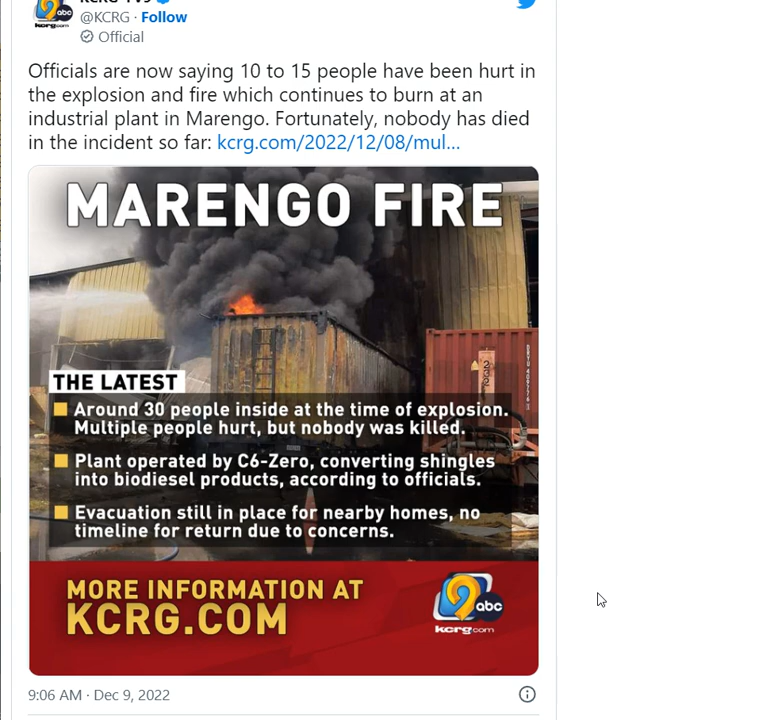 abc
kcrg.com
@KCRG · Follow
Official
Officials are now saying 10 to 15 people have been hurt in
the explosion and fire which continues to burn at an
industrial plant in Marengo. Fortunately, nobody has died
in the incident so far: kcrg.com/2022/12/08/mul...
MARENGO FIRE
THE LATEST
Around 30 people inside at the time of explosion.
Multiple people hurt, but nobody was killed.
Plant operated by C6-Zero, converting shingles
into biodiesel products, according to officials.
Evacuation still in place for nearby homes, no
timeline for return due to concerns.
MORE INFORMATION AT
KCRG.COM
9 abc
kcrg.com
9:06 AM · Dec 9, 2022